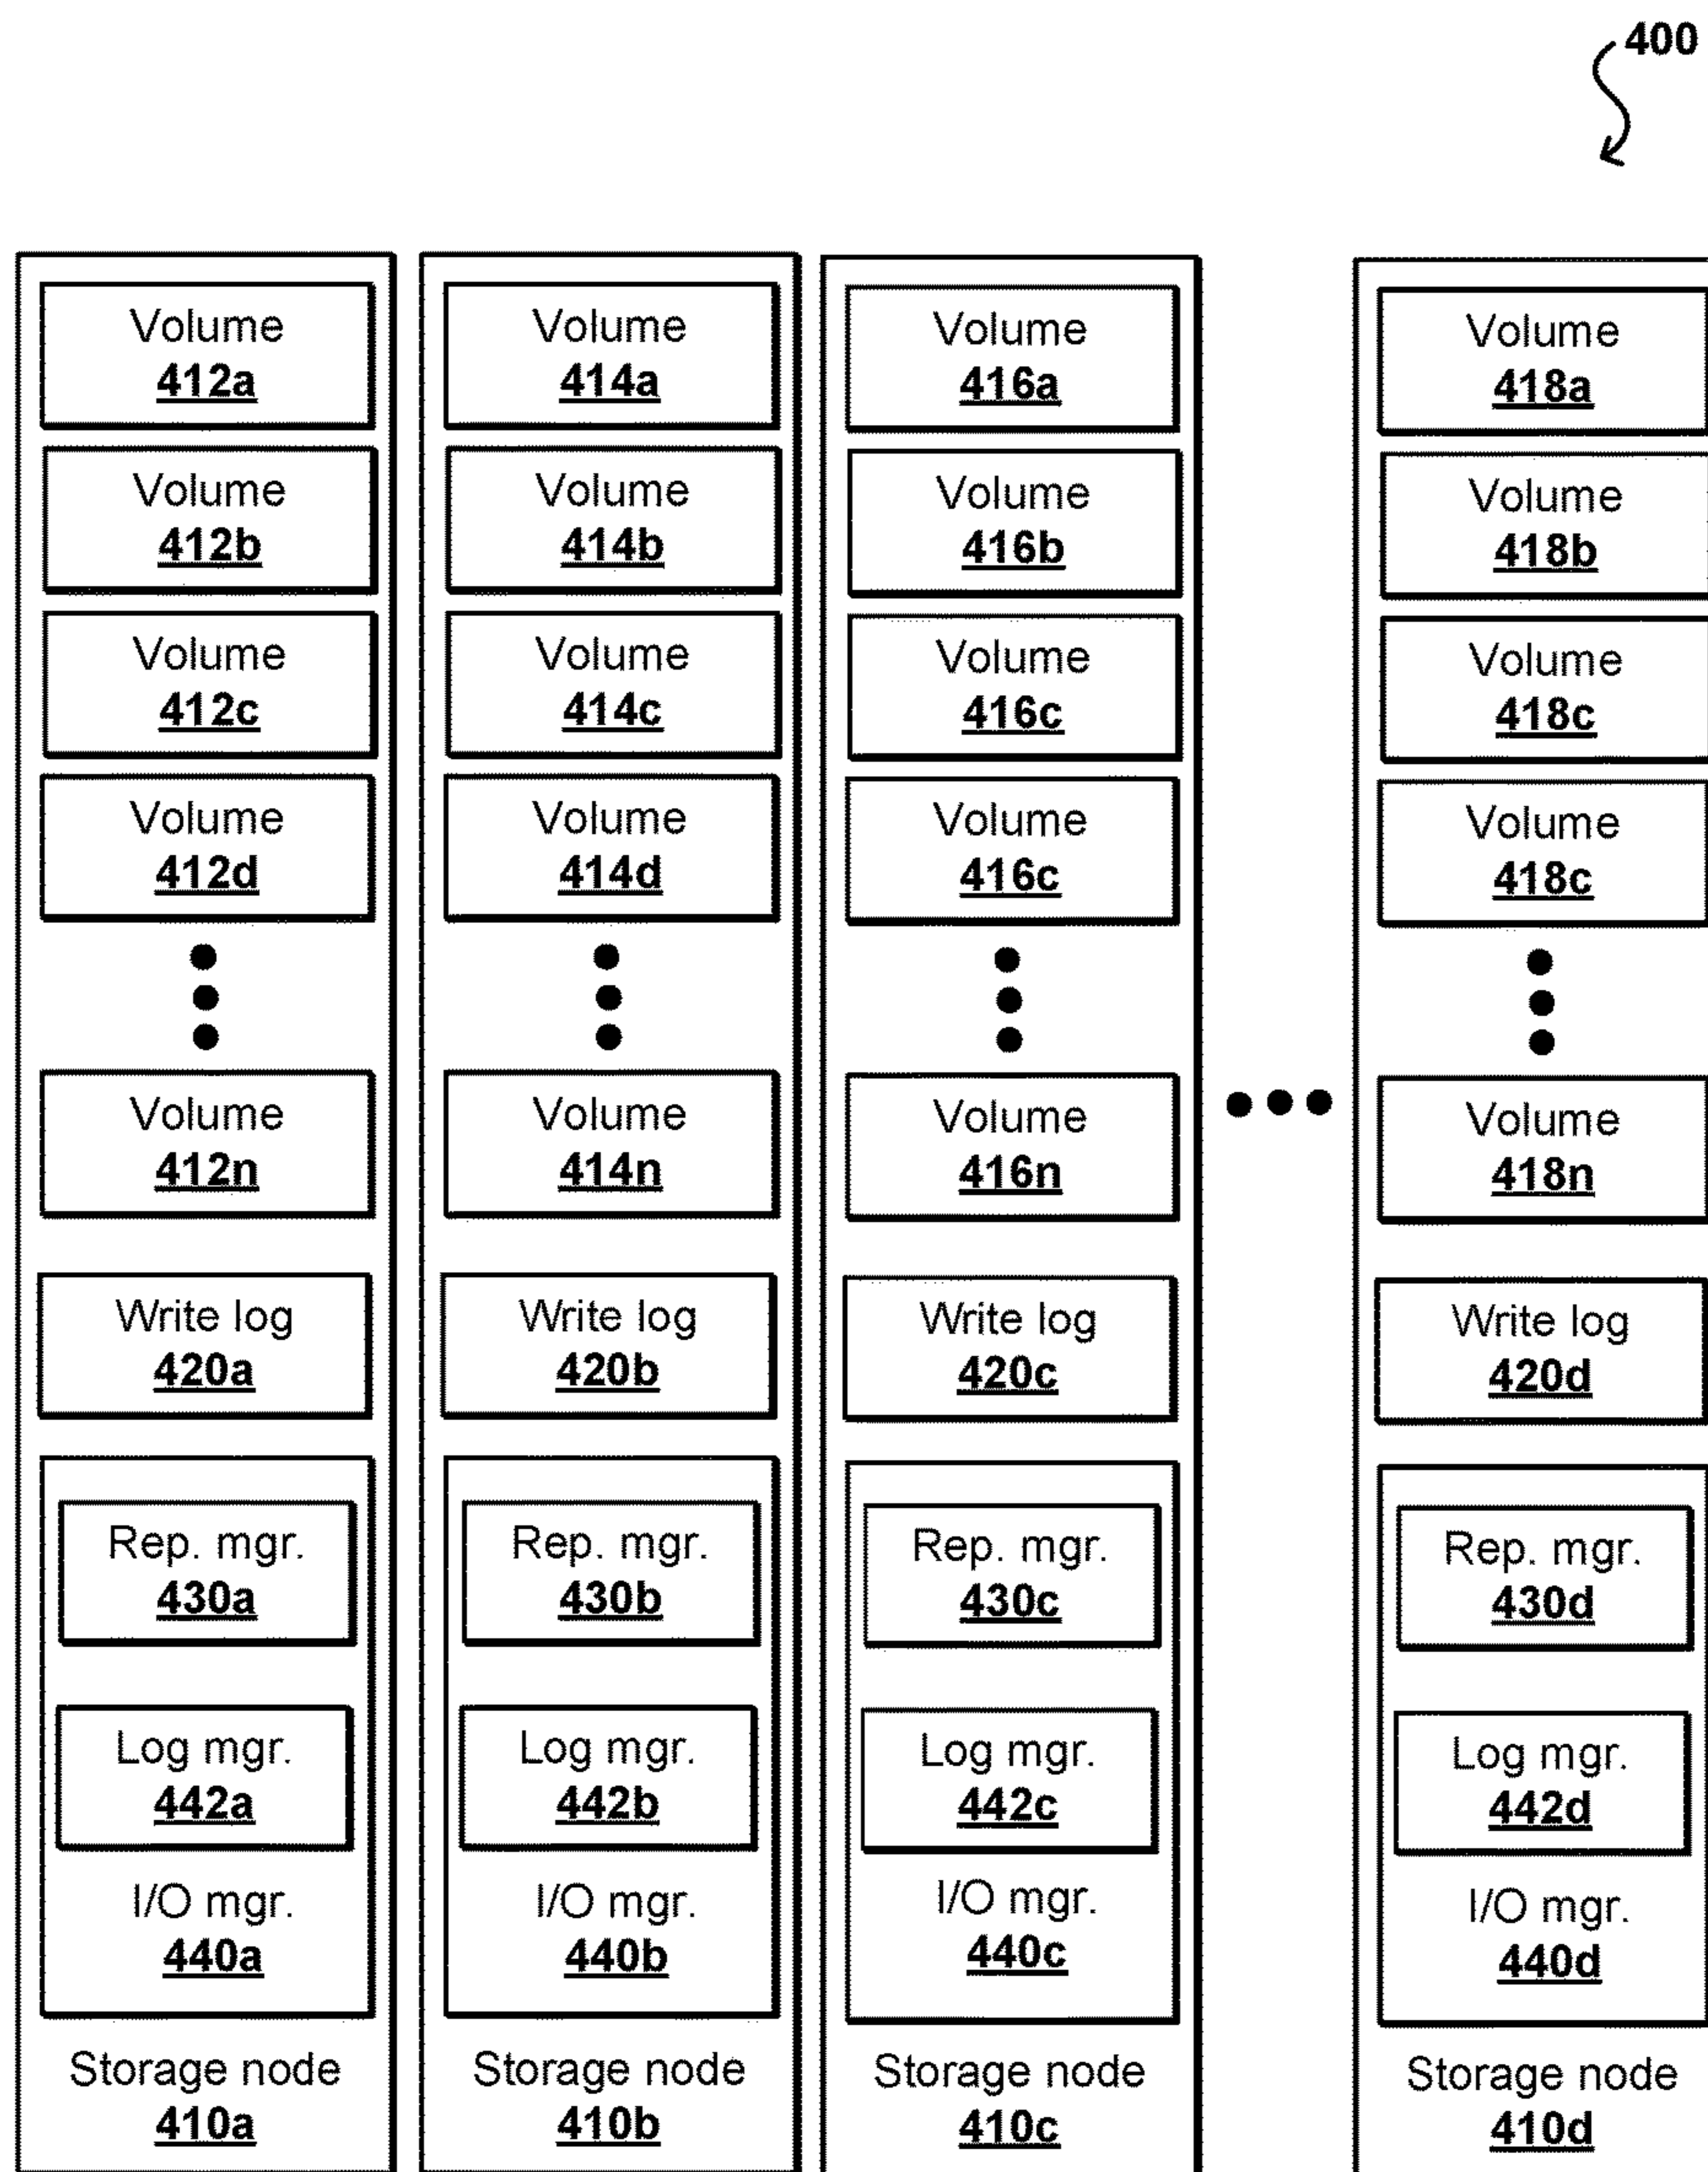 400
Volume
412a
Volume
412b
Volume
412c
Volume
412d
Volume
412n
Write log
420a
Rep. mgr.
430a
Log mgr.
442a
I/O mgr.
440a
Storage node
410a
Volume
414a
Volume
414b
Volume
414c
Volume
414d
Volume
414n
Write log
420b
Rep. mgr.
430b
Log mgr.
442b
I/O mgr.
440b
Storage node
410b
Volume
416a
Volume
416b
Volume
416c
Volume
416c
Volume
416n
Write log
420c
Rep. mgr.
430c
Log mgr.
442c
I/O mgr.
440c
Storage node
410c
Volume
418a
Volume
418b
Volume
418c
Volume
418c
Volume
418n
Write log
420d
Rep. mgr.
430d
Log mgr.
442d
I/O mgr.
440d
Storage node
410d